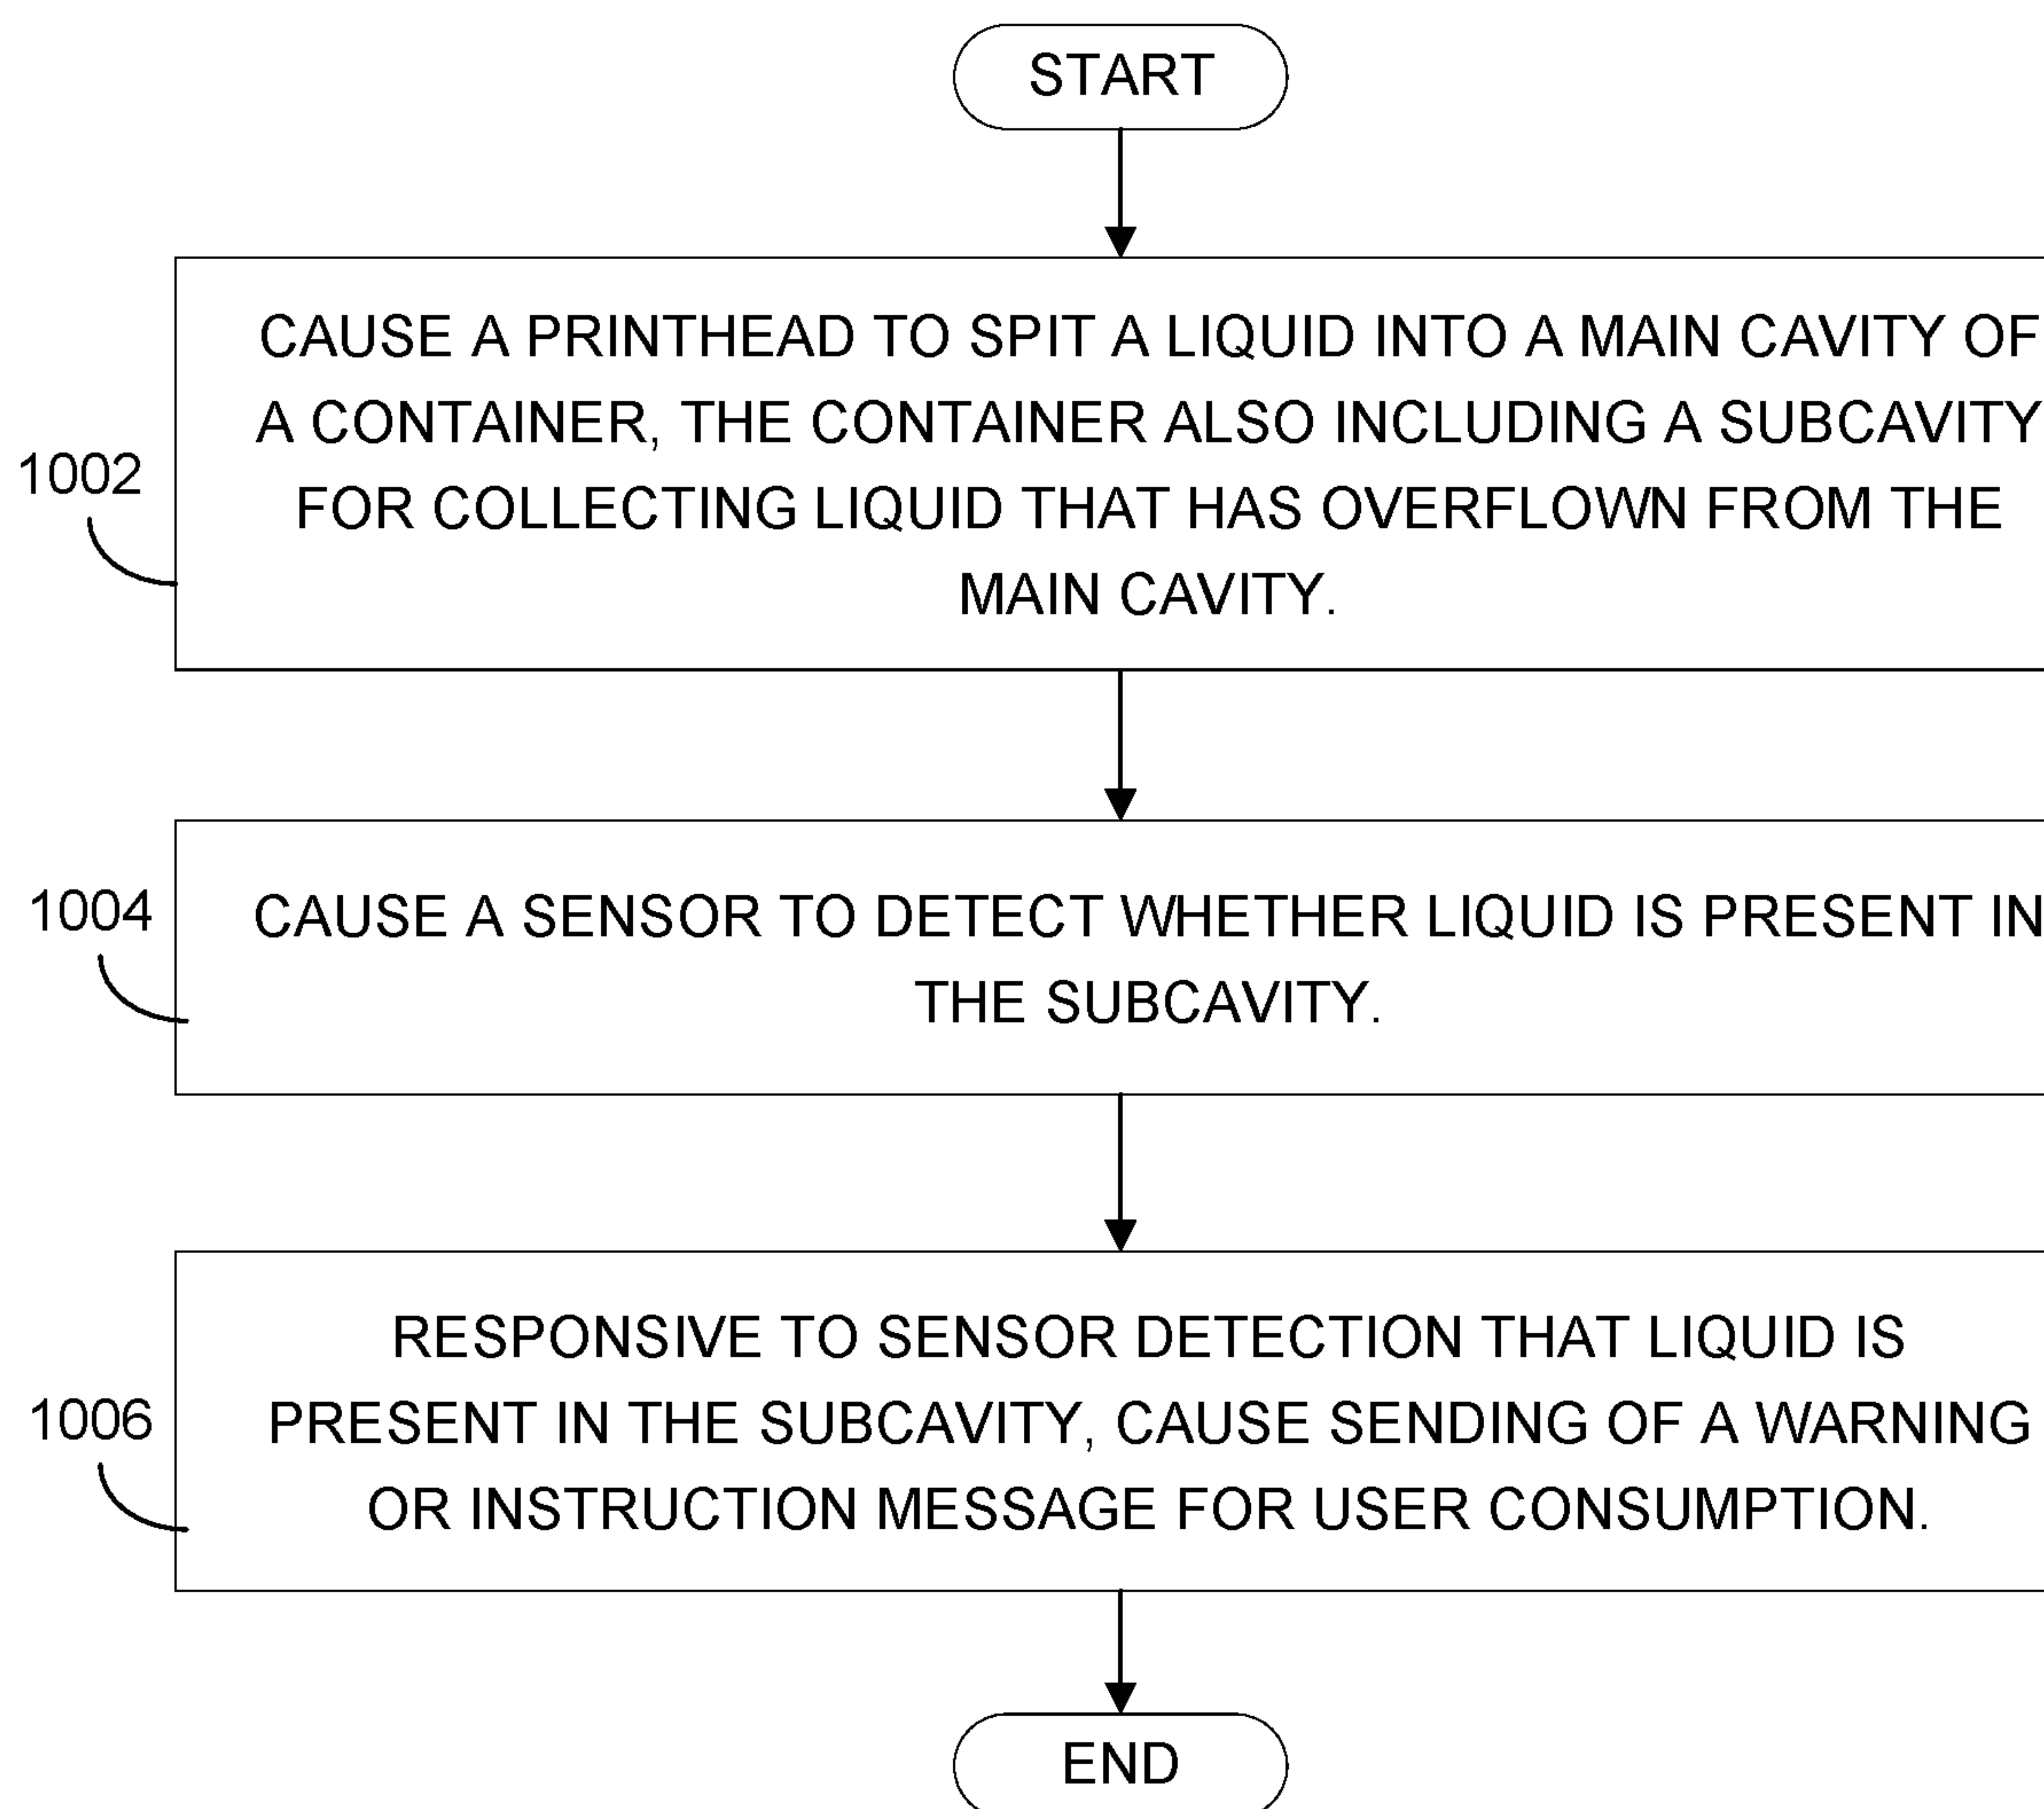 START
CAUSE A PRINTHEAD TO SPIT A LIQUID INTO A MAIN CAVITY OF
A CONTAINER, THE CONTAINER ALSO INCLUDING A SUBCAVITY
1002
FOR COLLECTING LIQUID THAT HAS OVERFLOWN FROM THE
MAIN CAVITY.
1004
CAUSE A SENSOR TO DETECT WHETHER LIQUID IS PRESENT IN
THE SUBCAVITY.
RESPONSIVE TO SENSOR DETECTION THAT LIQUID IS
1006
PRESENT IN THE SUBCAVITY, CAUSE SENDING OF A WARNING
OR INSTRUCTION MESSAGE FOR USER CONSUMPTION.
END